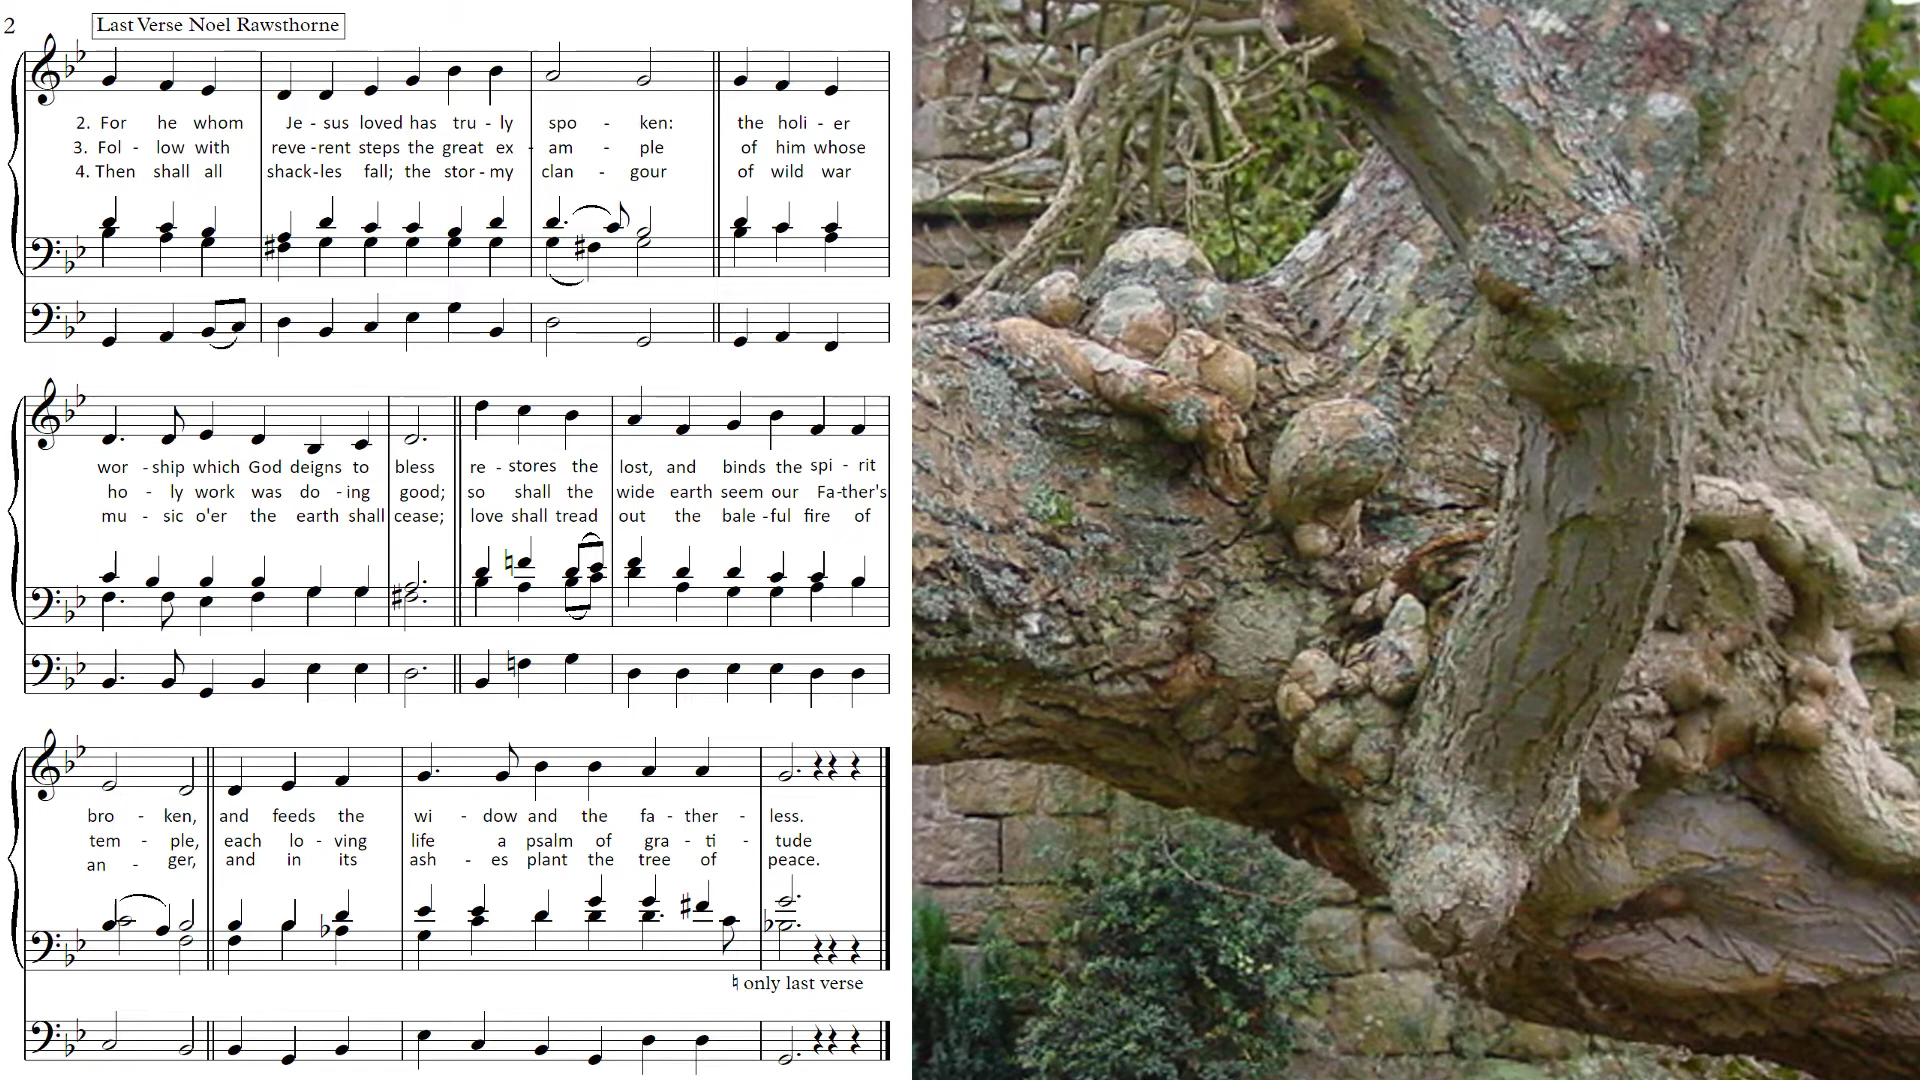 2
Last Verse Noel Rawsthorne
2. For he whom Je - sus loved has tru - ly spo - ken: the holi - er
3. Fol - low with reve - rent steps the great ex - am - ple of him whose
4. Then shall all shack - les fall; the stor - my clan - gour of wild war
wor - ship which God deigns to bless re - stores the lost, and binds the spi - rit
ho - ly work was do - ing good; so shall the wide earth seem our Fa - ther's
mu - sic o'er the earth shall cease; love shall tread out the bale - ful fire of
bro - ken, and feeds the wi - dow and the fa - ther - less.
tem - ple, each lo - ving life a psalm of gra - ti - tude
an - ger, and in its ash - es plant the tree of peace.
♮ only last verse